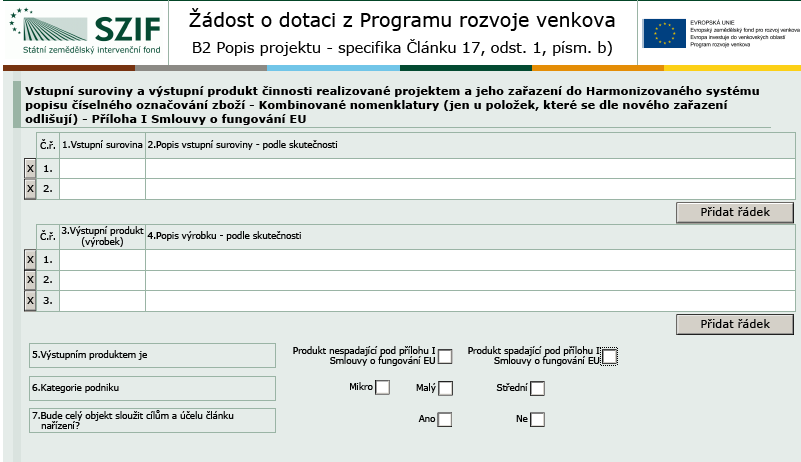 SZIF
Státní zemědělský intervenční fond
Žádost o dotaci z Programu rozvoje venkova
B2 Popis projektu - specifika Článku 17, odst. 1, písm. b)
EVROPSKÁ UNIE
Evropský zemědělský fond pro rozvoj venkova
Evropa investuje do venkovských oblastí
Program rozvoje venkova
Vstupní suroviny a výstupní produkt činnosti realizované projektem a jeho zařazení do Harmonizovaného systému
popisu číselného označování zboží - Kombinované nomenklatury (jen u položek, které se dle nového zařazení
odlišují) - Příloha I Smlouvy o fungování EU
Č.ř. 1.Vstupní surovina 2.Popis vstupní suroviny - podle skutečnosti
X 1.
X 2.
Přidat řádek
Č.ř. 3.Výstupní produkt (výrobek) 4.Popis výrobku - podle skutečnosti
X 1.
X 2.
X 3.
Přidat řádek
5.Výstupním produktem je
Produkt nespadající pod přílohu I
Smlouvy o fungování EU
Produkt spadající pod přílohu I
Smlouvy o fungování EU
6.Kategorie podniku Mikro Malý Střední
7.Bude celý objekt sloužit cílům a účelu článku
nařízení?
Ano Ne